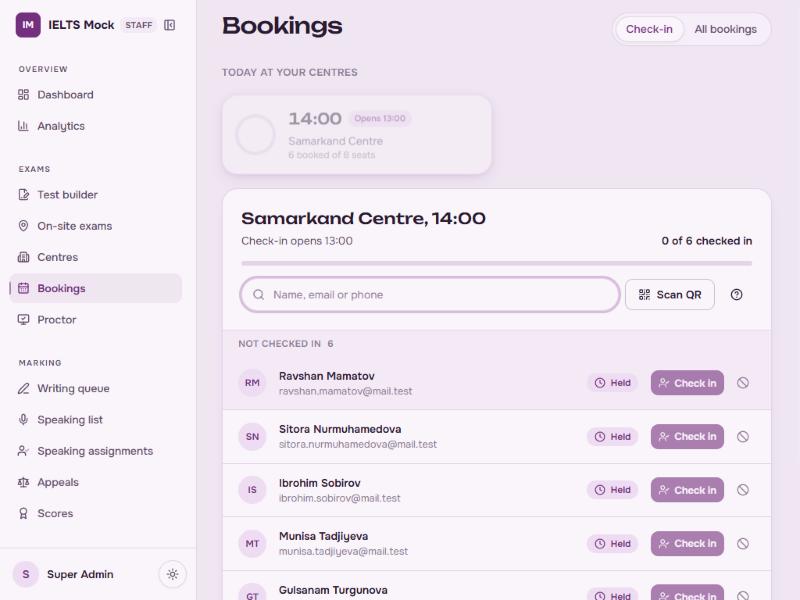 IM IELTS Mock STAFF
OVERVIEW
Dashboard
Analytics
EXAMS
Test builder
On-site exams
Centres
Bookings
Proctor
MARKING
Writing queue
Speaking list
Speaking assignments
Appeals
Scores
S Super Admin
Bookings
Check-in All bookings
TODAY AT YOUR CENTRES
14:00 Opens 13:00
Samarkand Centre
6 booked of 8 seats
Samarkand Centre, 14:00
Check-in opens 13:00 0 of 6 checked in
Name, email or phone Scan QR
NOT CHECKED IN 6
RM Ravshan Mamatov Held Check in
ravshan.mamatov@mail.test
SN Sitora Nurmuhamedova Held Check in
sitora.nurmuhamedova@mail.test
IS Ibrohim Sobirov Held Check in
ibrohim.sobirov@mail.test
MT Munisa Tadjiyeva Held Check in
munisa.tadjiyeva@mail.test
GT Gulsanam Turgunova Held Check in